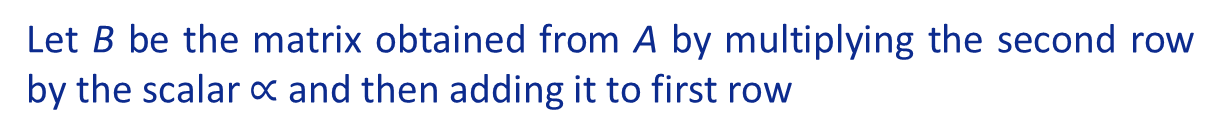 Let B be the matrix obtained from A by multiplying the second row
by the scalar ∝ and then adding it to first row